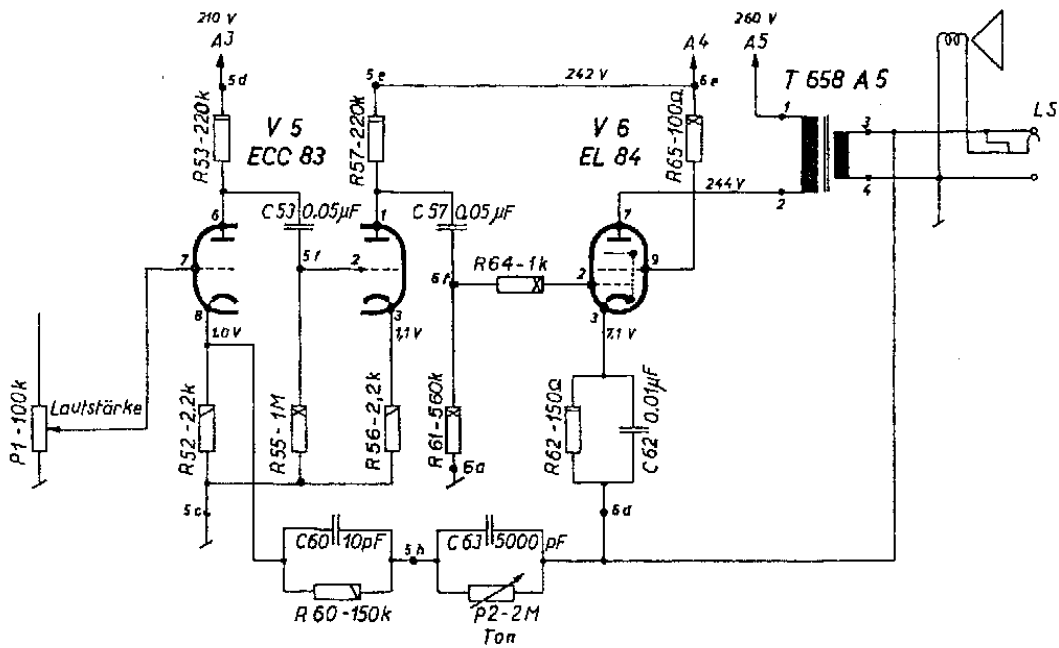 210 V
A3
5d
R53-220k
V 5
ECC 83
5e
R57-220k
242 V
A4
6e
R65-100Ω
260 V
A5
1
T 658 A 5
3
LS
V 6
EL 84
244 V
2
4
6
C53 0.05µF
1
C 57 0.05 µF
7
7
5f
2
6f
R64-1k
2
9
8
1.0 V
3
1,1 V
3
7,1 V
P1-100k
Lautstärke
R52-2.2k
R55-1M
R56-2,2k
R61-560k
6a
R62-150Ω
C62 0.01µF
5c
6d
C60 10pF
5h
C63 5000 pF
R60-150k
P2-2M
Ton